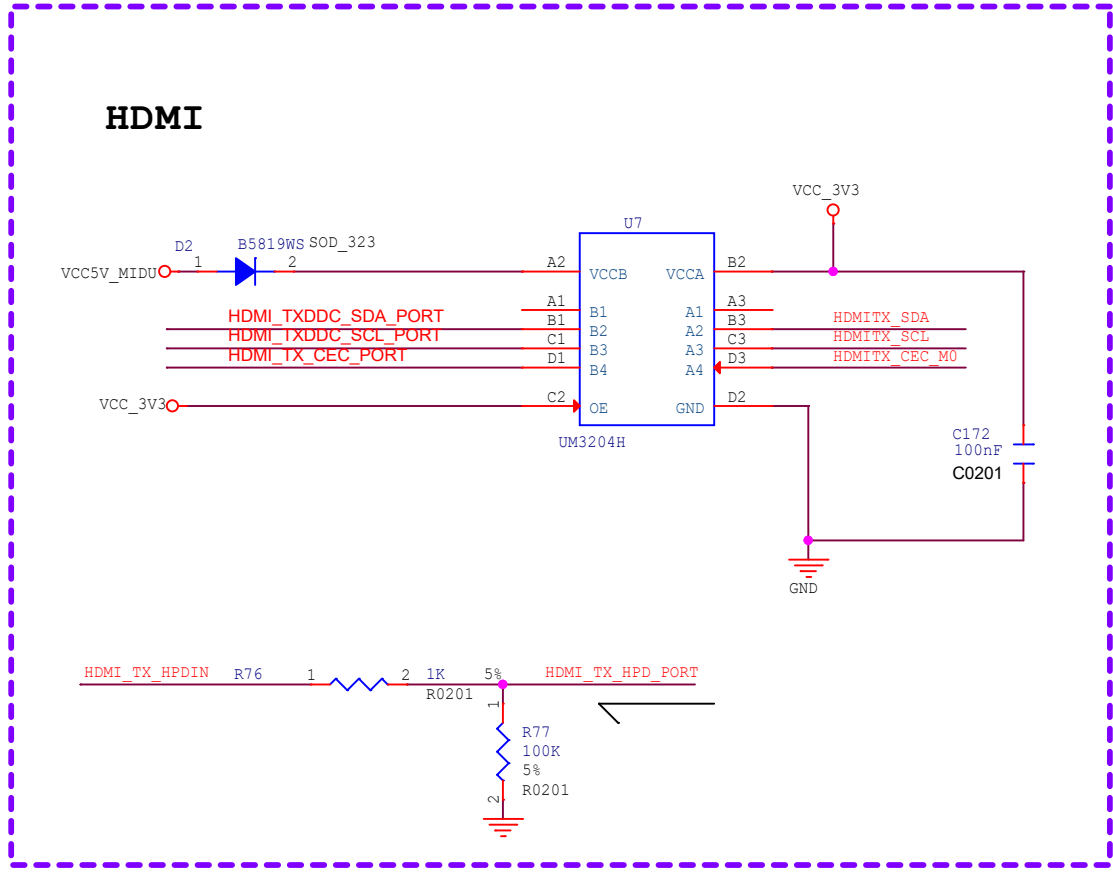 HDMI
VCC_3V3
U7
D2 B5819WS SOD_323
VCC5V_MIDU 1 2 A2 VCCB VCCA B2
A1 B1 A1 A3
HDMI_TXDDC_SDA_PORT B1 B2 A2 B3 HDMITX_SDA
HDMI_TXDDC_SCL_PORT C1 B3 A3 C3 HDMITX_SCL
HDMI_TX_CEC_PORT D1 B4 A4 D3 HDMITX_CEC_M0
VCC_3V3 C2 OE GND D2
UM3204H
C172
100nF
C0201
GND
HDMI_TX_HPDIN R76 1 2 1K 5% HDMI_TX_HPD_PORT
R0201
1
R77
100K
5%
R0201
2